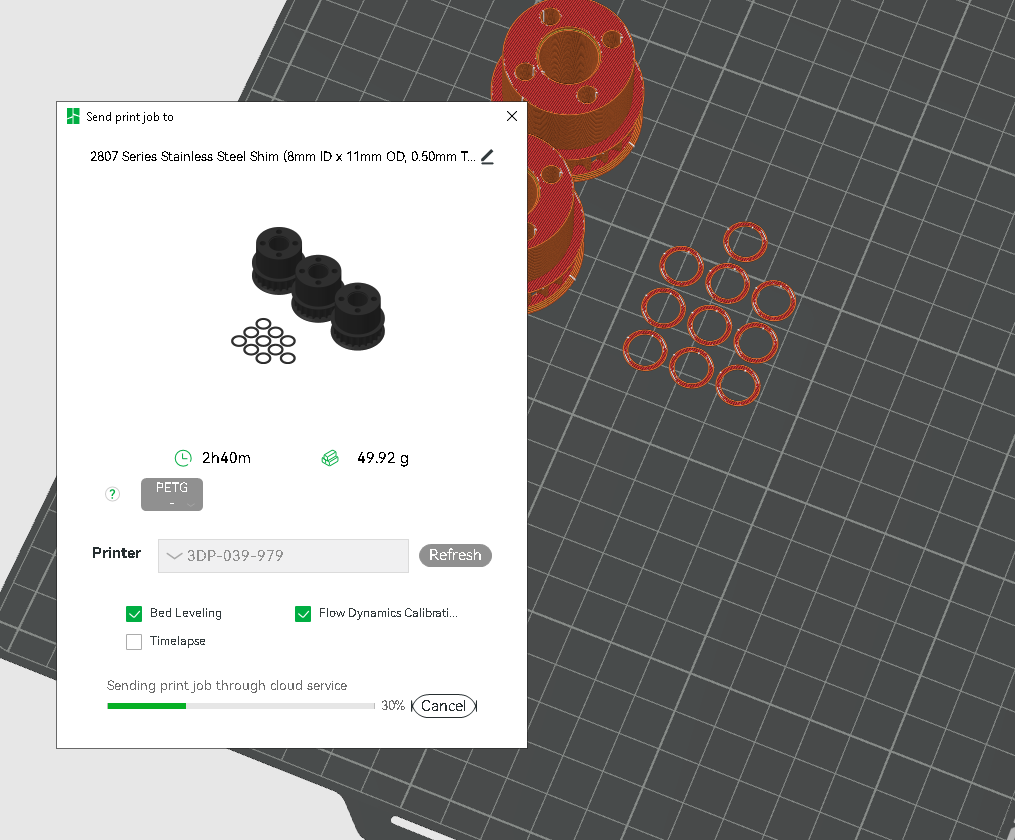 Send print job to
2807 Series Stainless Steel Shim (8mm ID x 11mm OD, 0.50mm T...
2h40m
49.92 g
?
PETG
-
Printer
3DP-039-979
Refresh
Bed Leveling
Flow Dynamics Calibrati...
Timelapse
Sending print job through cloud service
30%
Cancel